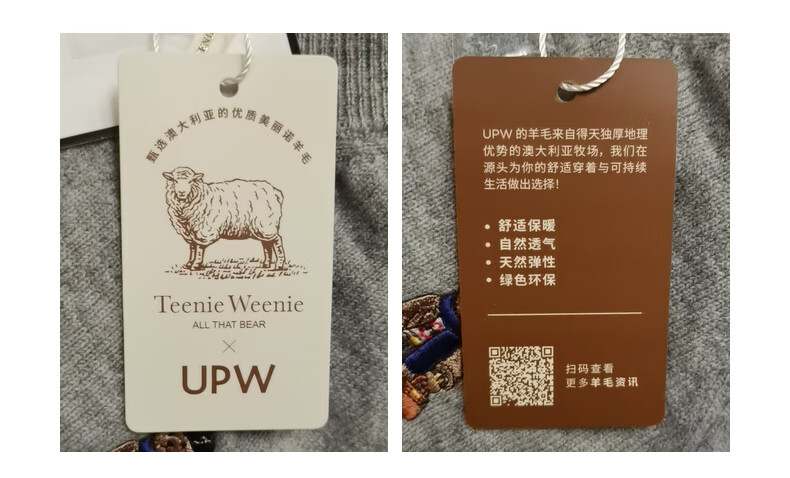 甄选澳大利亚的优质美丽诺羊毛
Teenie Weenie
ALL THAT BEAR
×
UPW
UPW 的羊毛来自得天独厚地理
优势的澳大利亚牧场，我们在
源头为你的舒适穿着与可持续
生活做出选择！
• 舒适保暖
• 自然透气
• 天然弹性
• 绿色环保
扫码查看
更多羊毛资讯